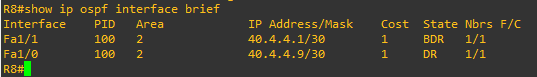 R8#show ip ospf interface brief
Interface    PID   Area            IP Address/Mask    Cost  State Nbrs F/C
Fa1/1        100   2               40.4.4.1/30        1     BDR   1/1
Fa1/0        100   2               40.4.4.9/30        1     DR    1/1
R8#